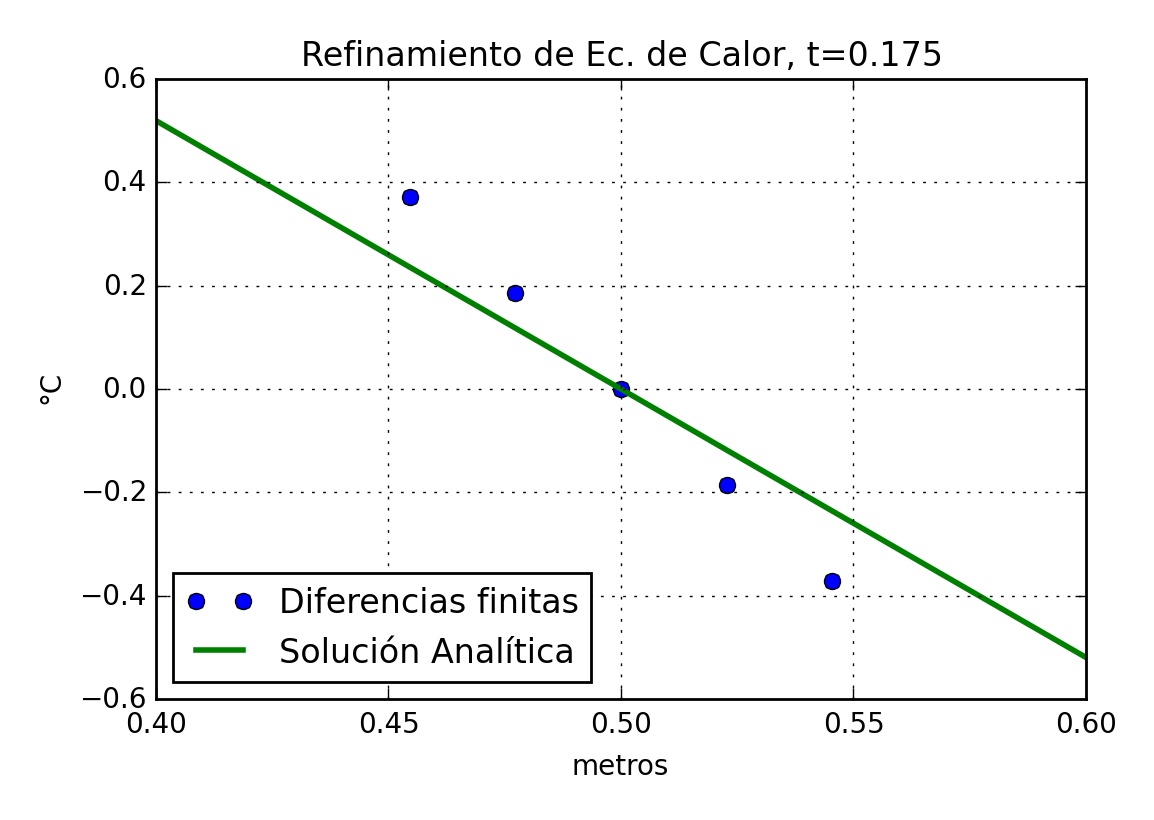 Refinamiento de Ec. de Calor, t=0.175
0.6
0.4
0.2
0.0
−0.2
−0.4
−0.6
°C
Diferencias finitas
Solución Analítica
0.40 0.45 0.50 0.55 0.60
metros